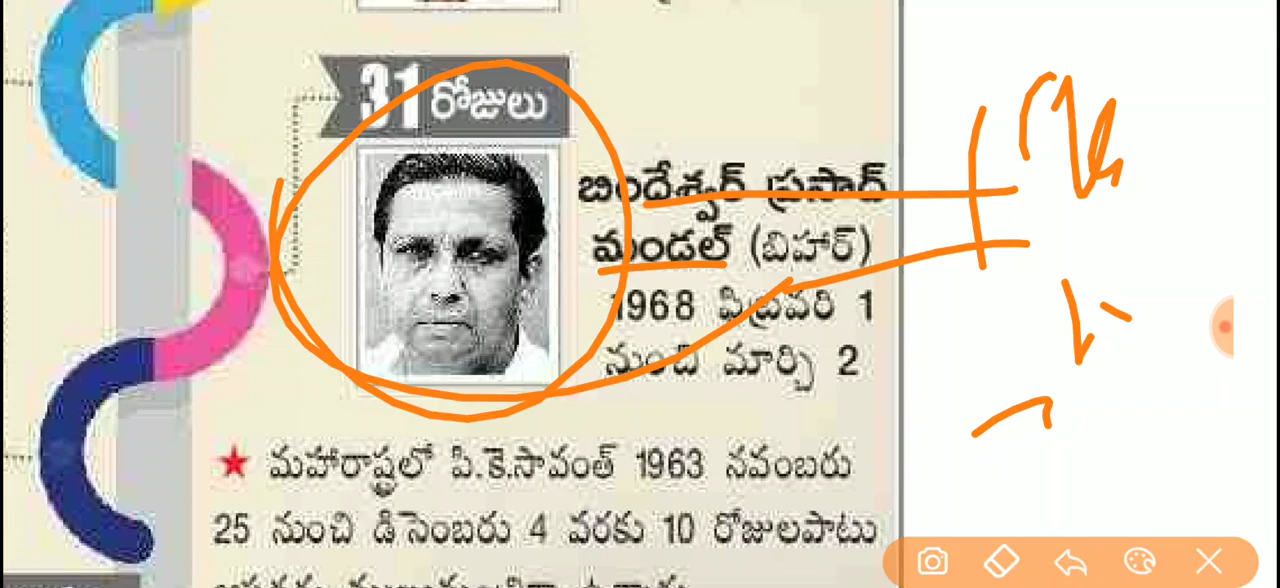 31 రోజులు
బిందేశ్వర్ ప్రసాద్
మండల్ (బిహార్)
1968 ఫిబ్రవరి 1
నుంచి మార్చి 2
★ మహారాష్ట్రలో పి.కె.సావంత్ 1963 నవంబరు
25 నుంచి డిసెంబరు 4 వరకు 10 రోజులపాటు